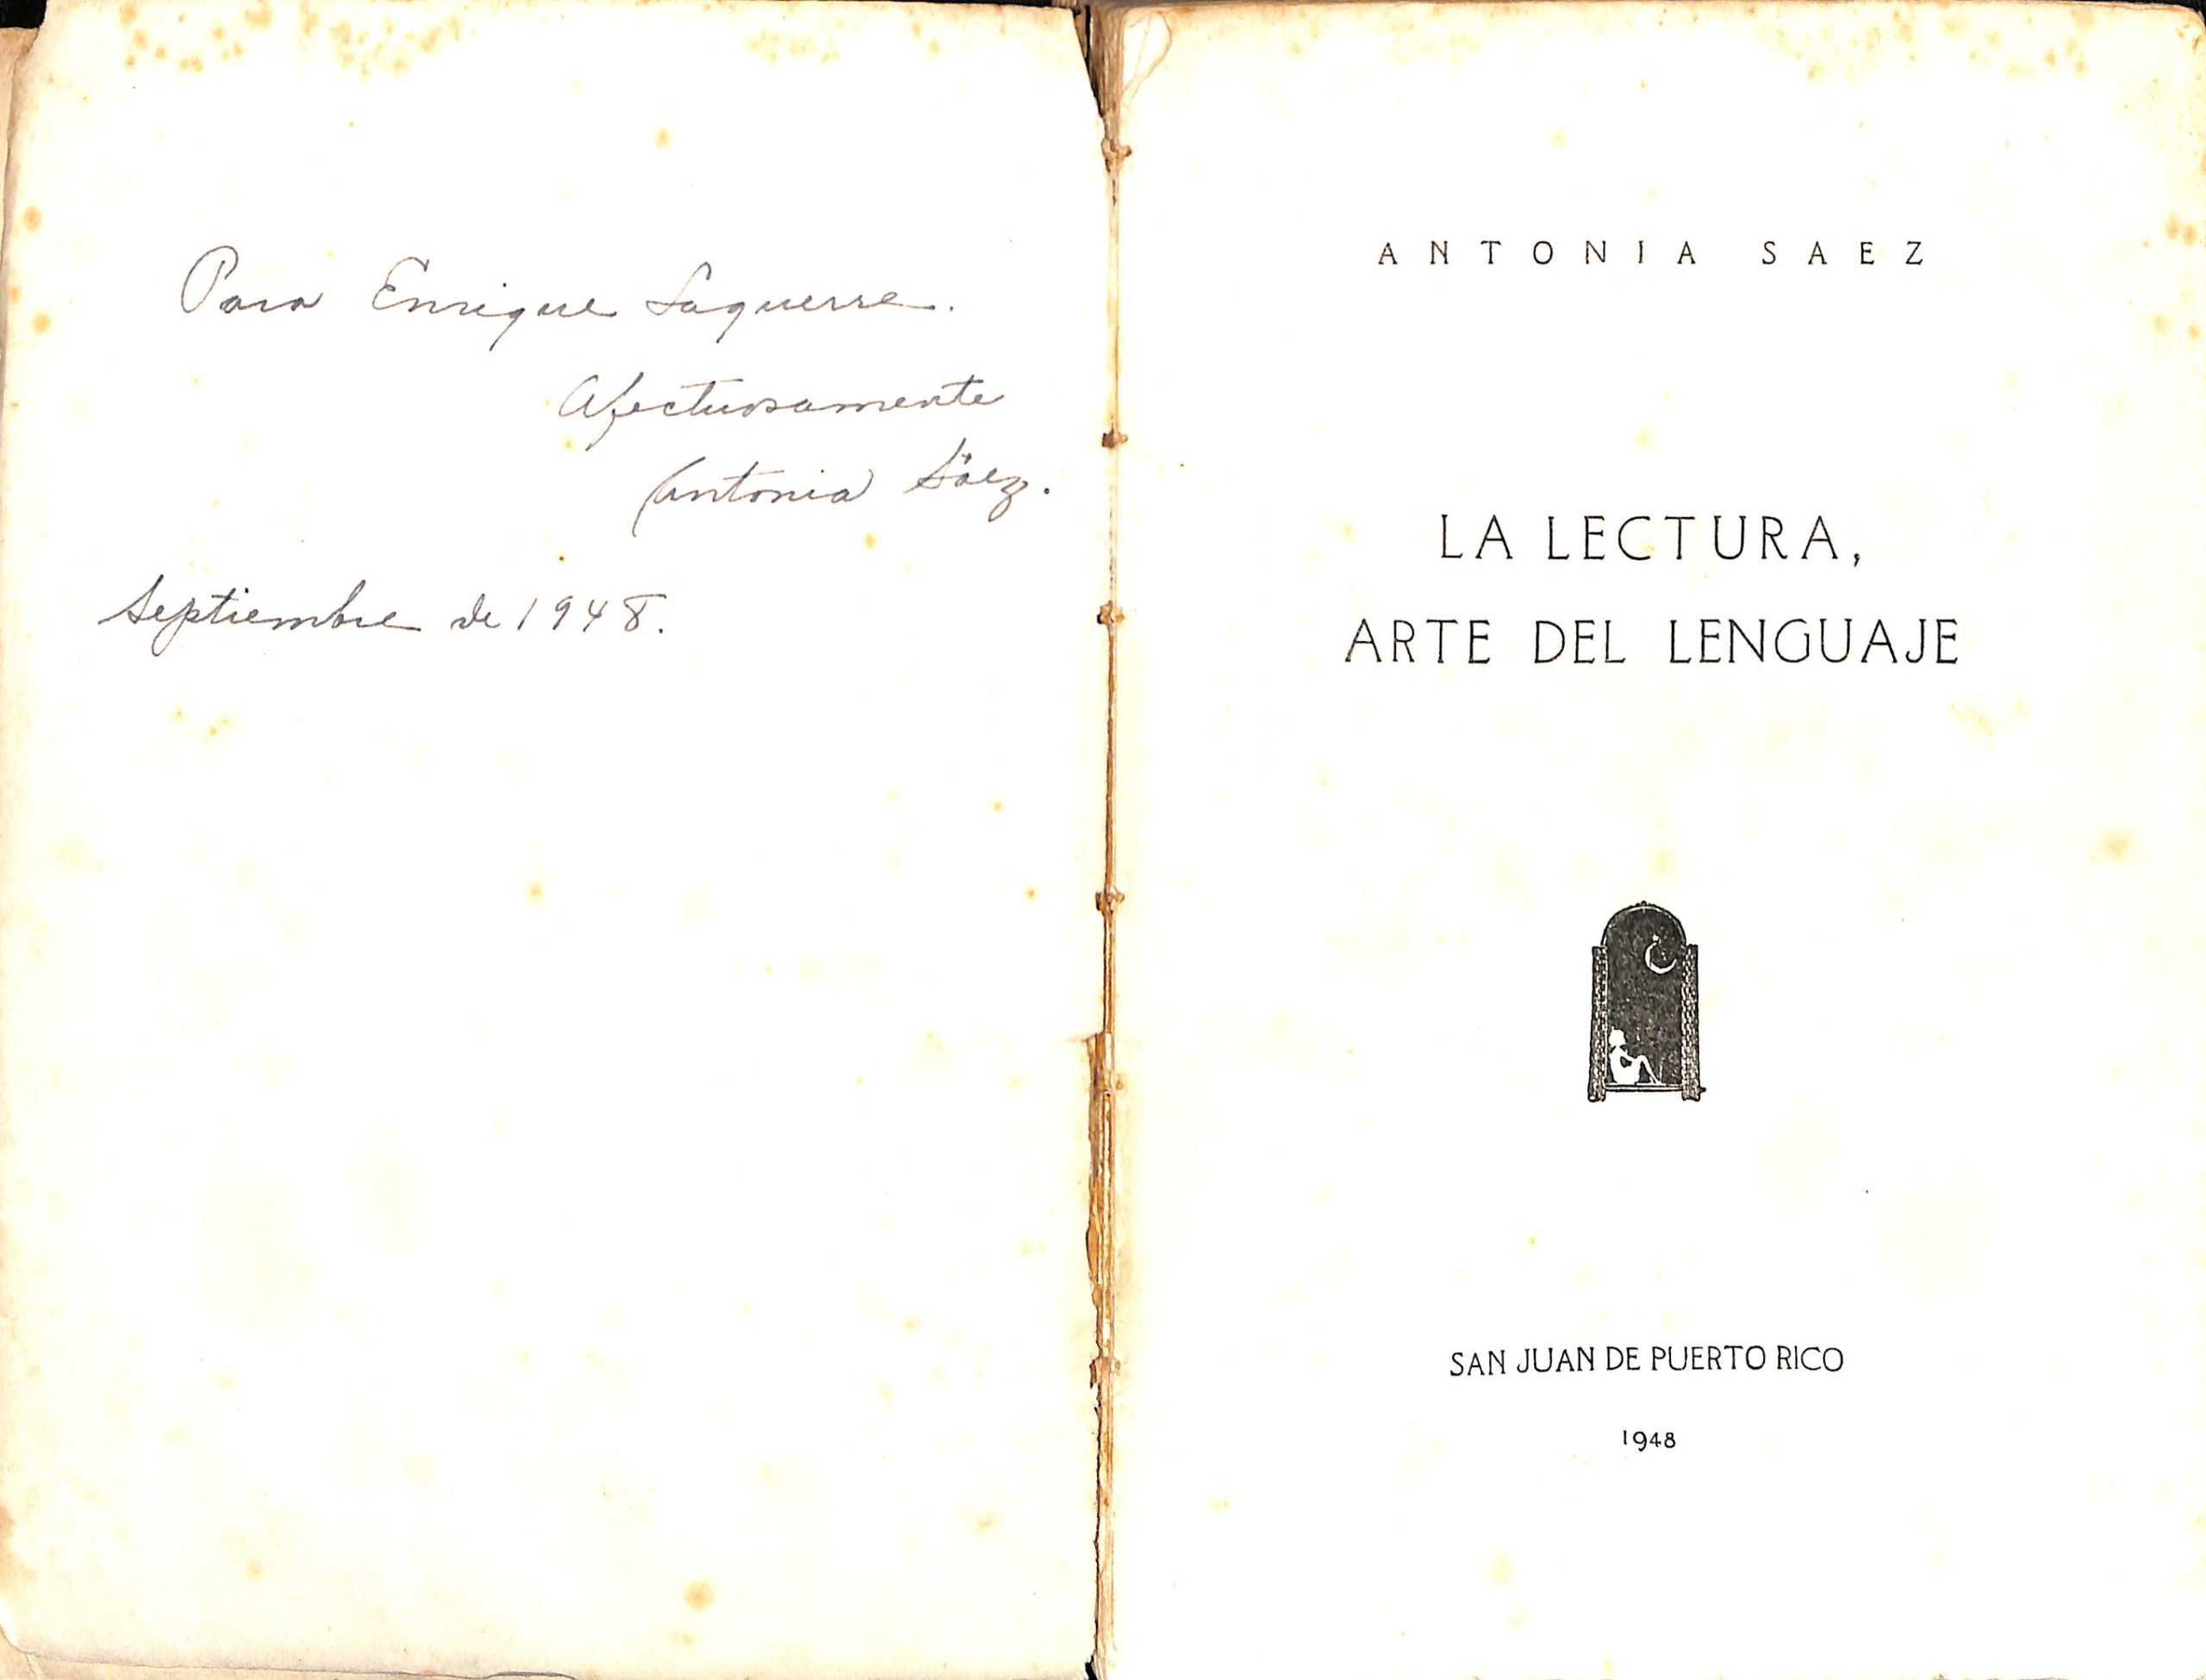 Para Enrique Laguerre.
Afectuosamente
Antonia Sáez.
Septiembre de 1948.
ANTONIA SAEZ
LA LECTURA,
ARTE DEL LENGUAJE
SAN JUAN DE PUERTO RICO
1948